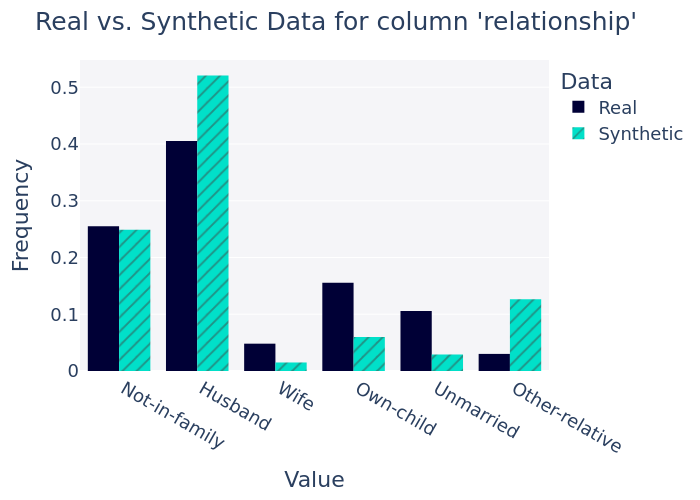 Real vs. Synthetic Data for column 'relationship'
Data
Real
Synthetic
Frequency
0.5
0.4
0.3
0.2
0.1
0
Not-in-family
Husband
Wife
Own-child
Unmarried
Other-relative
Value